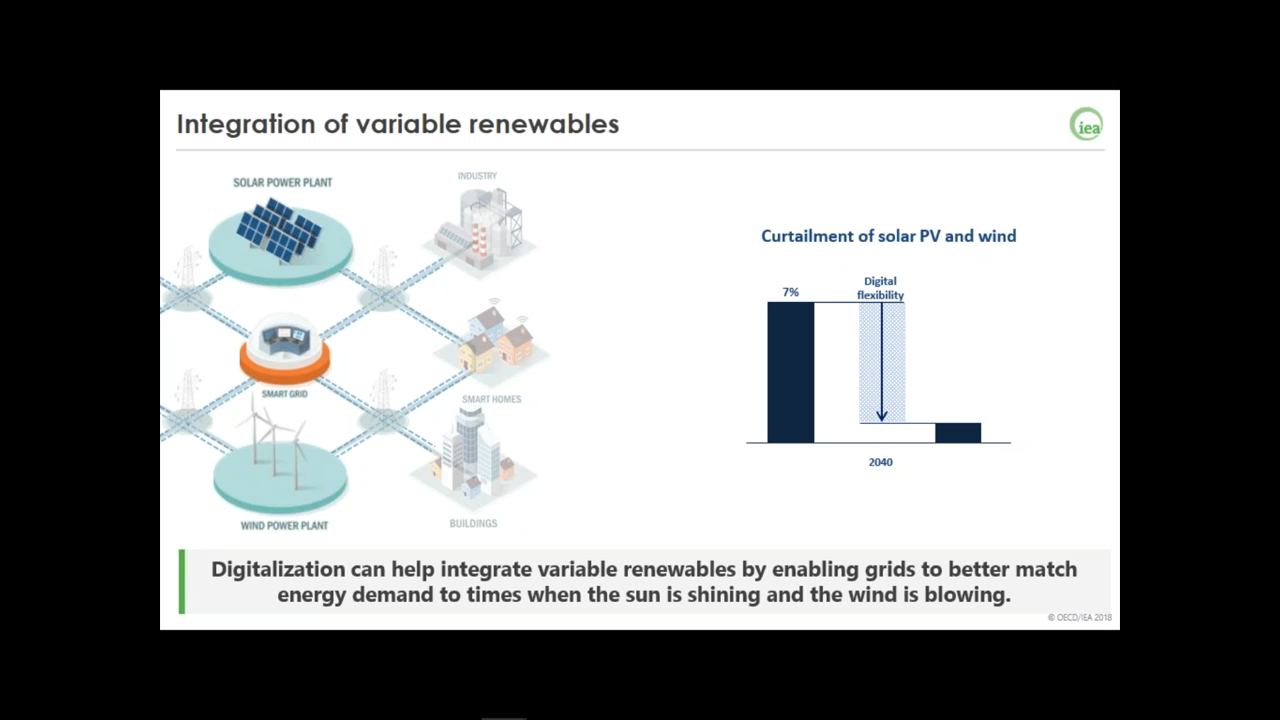 Integration of variable renewables
iea
SOLAR POWER PLANT
INDUSTRY
SMART GRID
SMART HOMES
WIND POWER PLANT
BUILDINGS
Curtailment of solar PV and wind
7%
Digital
flexibility
2040
Digitalization can help integrate variable renewables by enabling grids to better match
energy demand to times when the sun is shining and the wind is blowing.
© OECD/IEA 2018